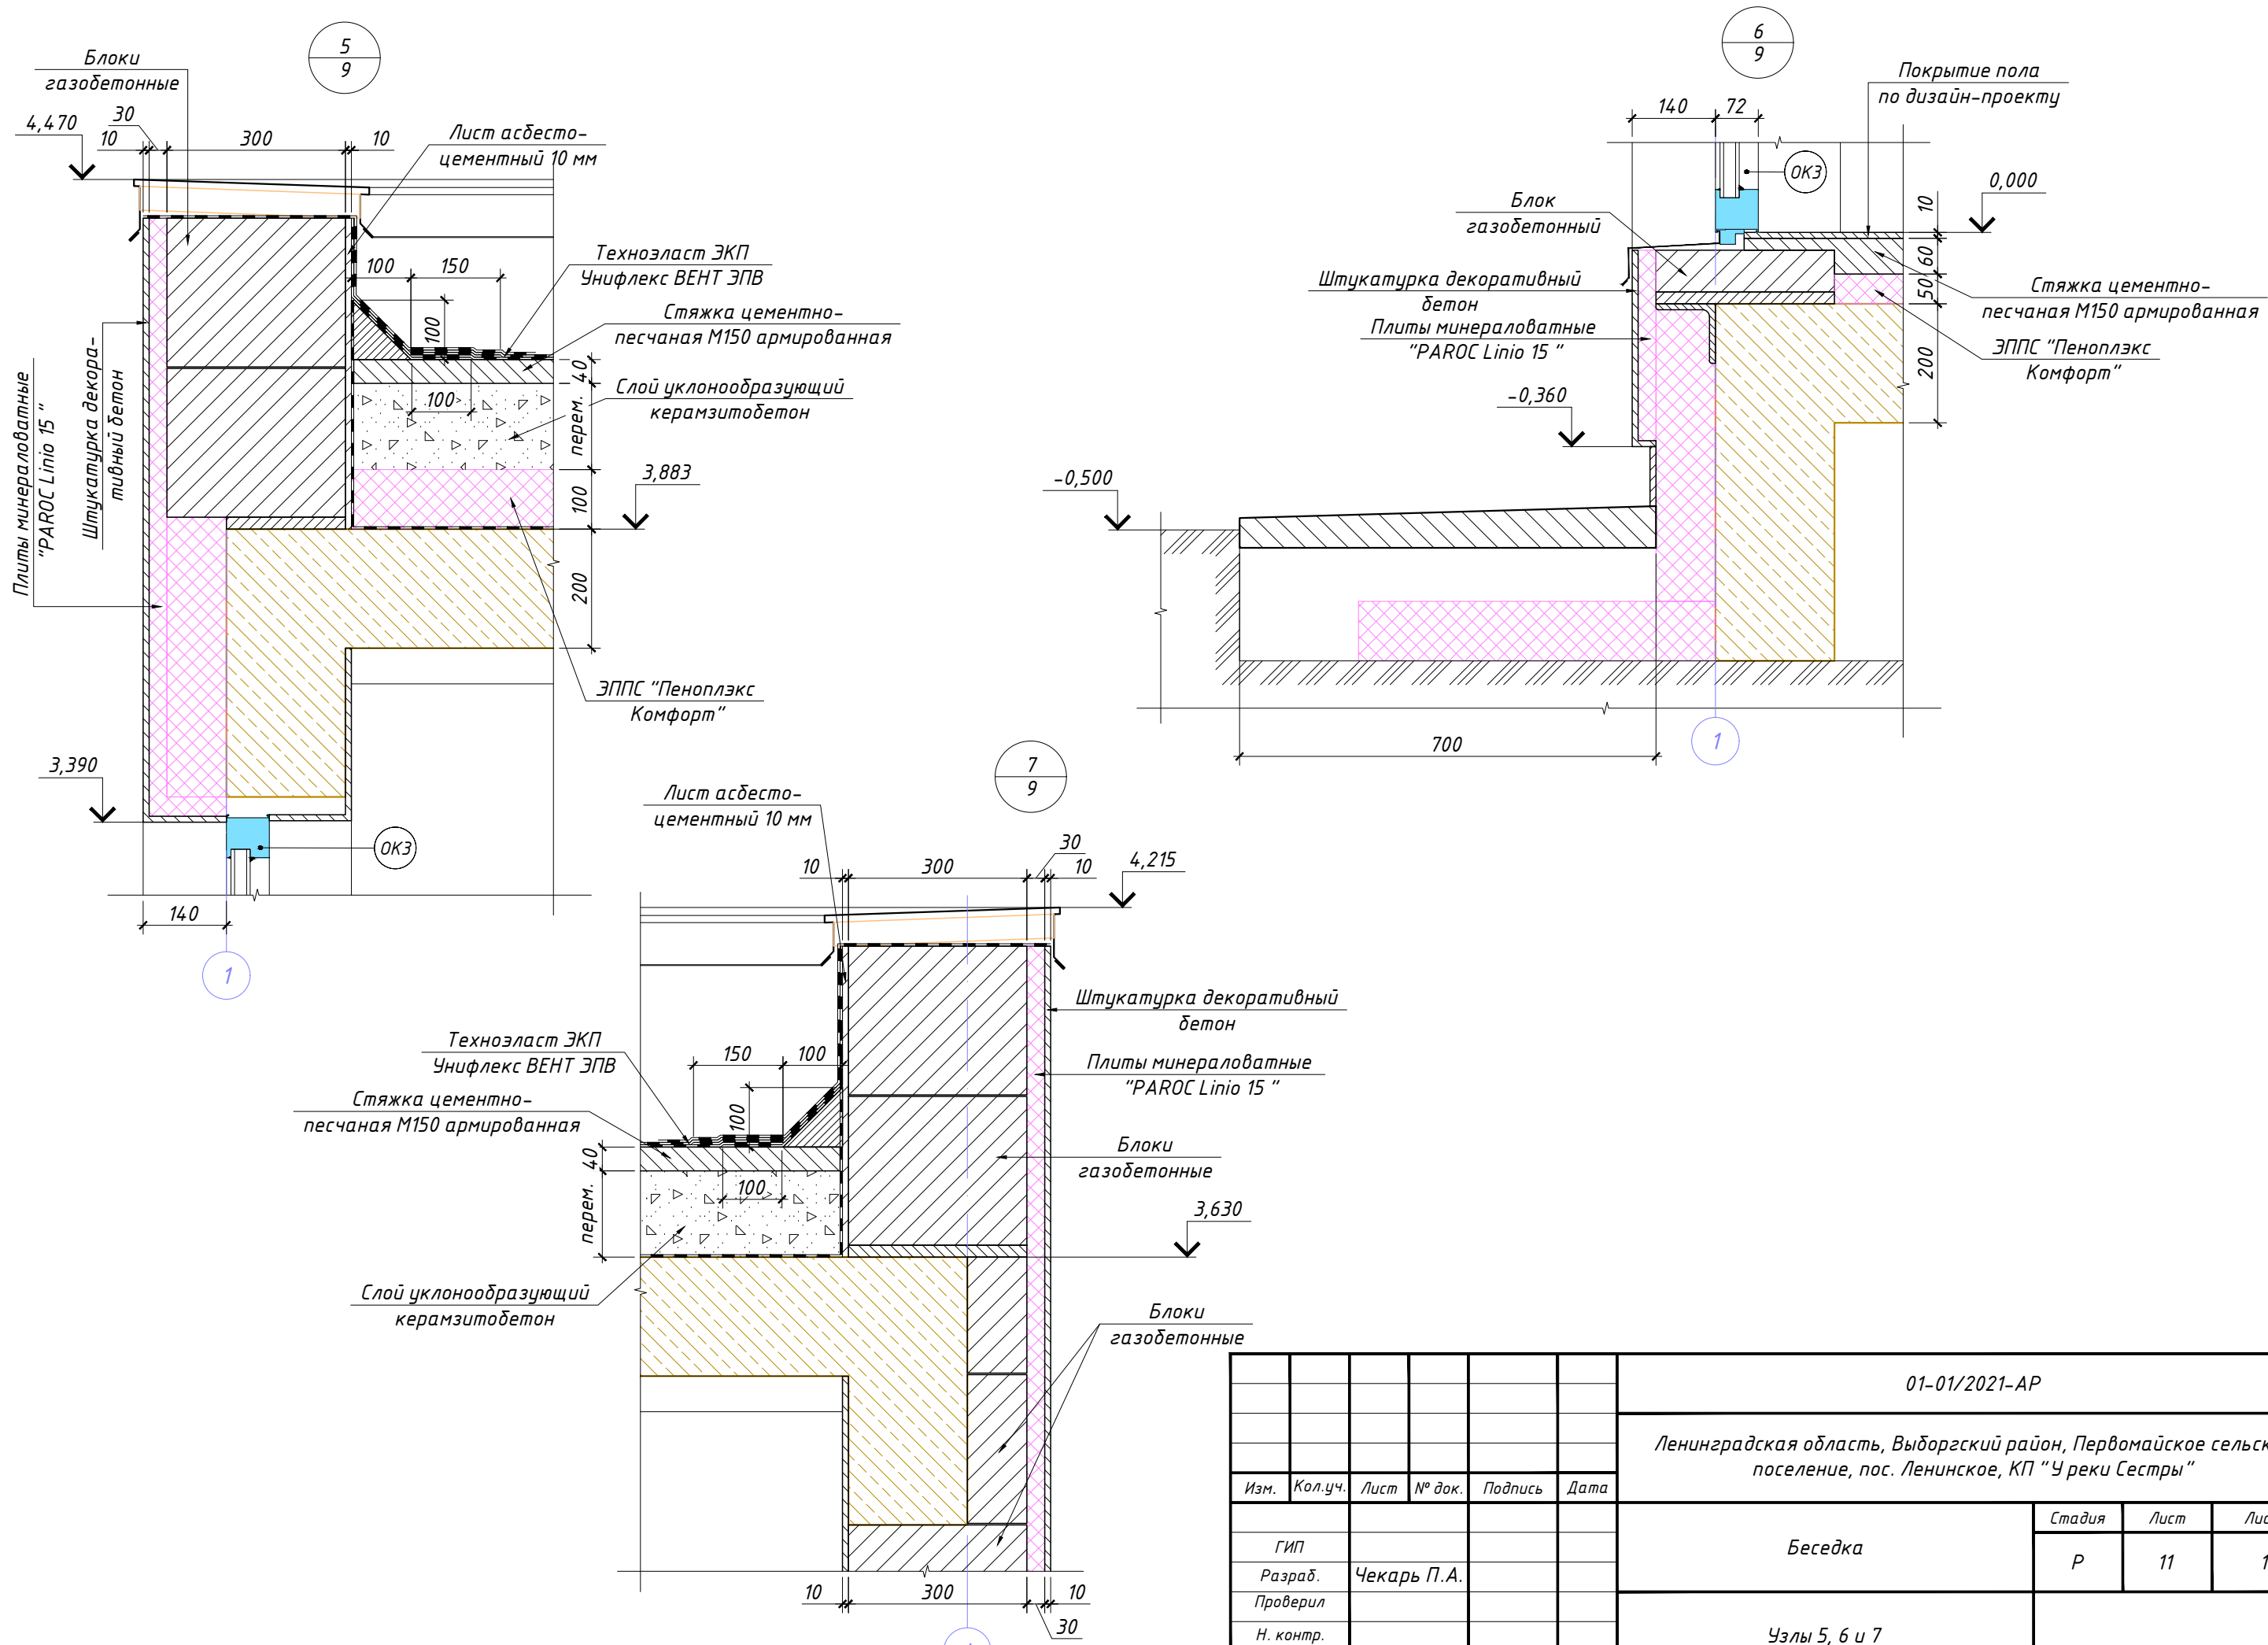 5
9
Блоки
газобетонные
4,470
30
10
300
10
Лист асбесто-
цементный 10 мм
100
150
Техноэласт ЭКП
Унифлекс ВЕНТ ЭПВ
100
Стяжка цементно-
песчаная М150 армированная
40
100
Слой уклонообразующий
керамзитобетон
перем.
3,883
100
200
Плиты минераловатные
"PAROC Linio 15 "
Штукатурка декора-
тивный бетон
ЭППС "Пеноплэкс
Комфорт"
3,390
ОК3
140
1
6
9
Покрытие пола
по дизайн-проекту
140
72
ОК3
0,000
10
60
50
200
Блок
газобетонный
Штукатурка декоративный
бетон
Плиты минераловатные
"PAROC Linio 15 "
Стяжка цементно-
песчаная М150 армированная
ЭППС "Пеноплэкс
Комфорт"
-0,360
-0,500
700
1
7
9
Лист асбесто-
цементный 10 мм
10
300
30
10
4,215
Штукатурка декоративный
бетон
Техноэласт ЭКП
Унифлекс ВЕНТ ЭПВ
150
100
100
Плиты минераловатные
"PAROC Linio 15 "
Стяжка цементно-
песчаная М150 армированная
40
100
перем.
Блоки
газобетонные
3,630
Слой уклонообразующий
керамзитобетон
Блоки
газобетонные
10
300
10
30
01-01/2021-АР
Ленинградская область, Выборгский район, Первомайское
поселение, пос. Ленинское, КП "У реки Сестры"
Изм. Кол.уч. Лист № док. Подпись Дата
Беседка
Стадия Лист
Р 11
ГИП
Разраб. Чекарь П.А.
Проверил
Н. контр.
Узлы 5, 6 и 7